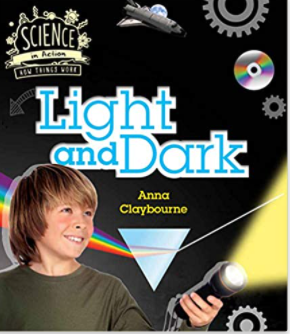 SCIENCE
in Action
HOW THINGS WORK
Light
and Dark
Anna
Claybourne